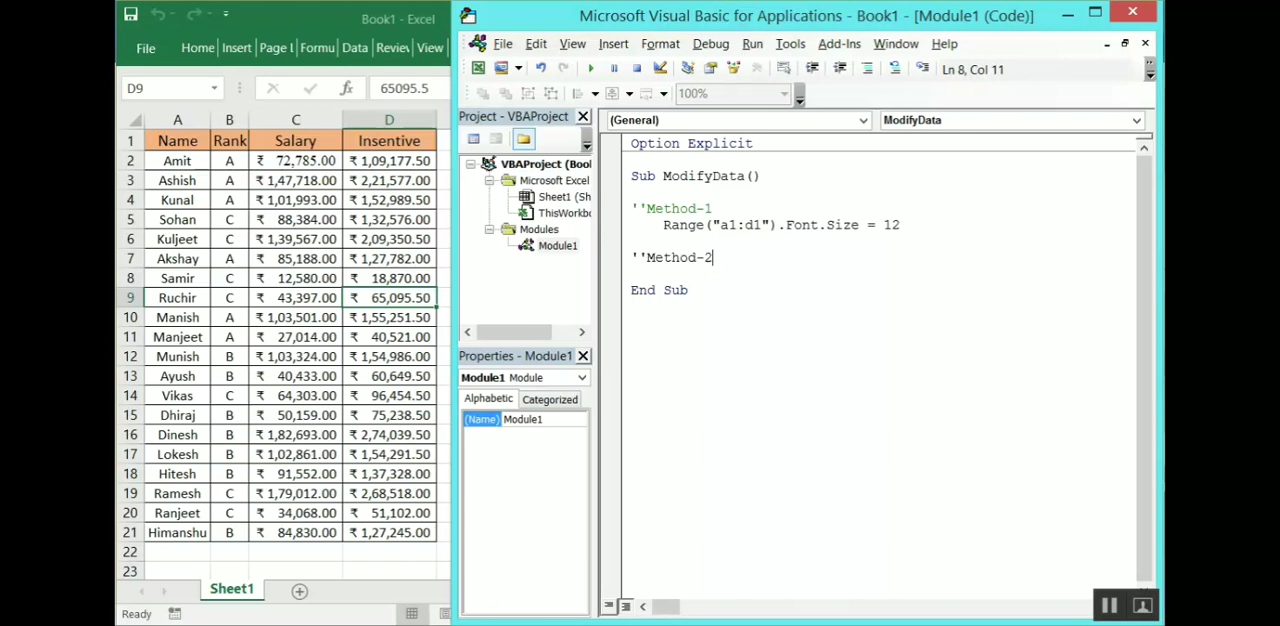 Book1 - Excel
File Home Insert Page l Formu Data Review View
D9 fx 65095.5
A B C D
1 Name Rank Salary Insentive
2 Amit A ₹ 72,785.00 ₹ 1,09,177.50
3 Ashish A ₹ 1,47,718.00 ₹ 2,21,577.00
4 Kunal A ₹ 1,01,993.00 ₹ 1,52,989.50
5 Sohan C ₹ 88,384.00 ₹ 1,32,576.00
6 Kuljeet C ₹ 1,39,567.00 ₹ 2,09,350.50
7 Akshay A ₹ 85,188.00 ₹ 1,27,782.00
8 Samir C ₹ 12,580.00 ₹ 18,870.00
9 Ruchir C ₹ 43,397.00 ₹ 65,095.50
10 Manish A ₹ 1,03,501.00 ₹ 1,55,251.50
11 Manjeet A ₹ 27,014.00 ₹ 40,521.00
12 Munish B ₹ 1,03,324.00 ₹ 1,54,986.00
13 Ayush B ₹ 40,433.00 ₹ 60,649.50
14 Vikas C ₹ 64,303.00 ₹ 96,454.50
15 Dhiraj B ₹ 50,159.00 ₹ 75,238.50
16 Dinesh B ₹ 1,82,693.00 ₹ 2,74,039.50
17 Lokesh B ₹ 1,02,861.00 ₹ 1,54,291.50
18 Hitesh B ₹ 91,552.00 ₹ 1,37,328.00
19 Ramesh C ₹ 1,79,012.00 ₹ 2,68,518.00
20 Ranjeet C ₹ 34,068.00 ₹ 51,102.00
21 Himanshu B ₹ 84,830.00 ₹ 1,27,245.00
22
23
Sheet1
Ready
Microsoft Visual Basic for Applications - Book1 - [Module1 (Code)]
File Edit View Insert Format Debug Run Tools Add-Ins Window Help
Ln 8, Col 11
100%
Project - VBAProject
VBAProject (Bool
Microsoft Excel
Sheet1 (Sh
ThisWorkb
Modules
Module1
Properties - Module1
Module1 Module
Alphabetic Categorized
(Name) Module1
(General) ModifyData
Option Explicit
Sub ModifyData()
''Method-1
Range("a1:d1").Font.Size = 12
''Method-2
End Sub